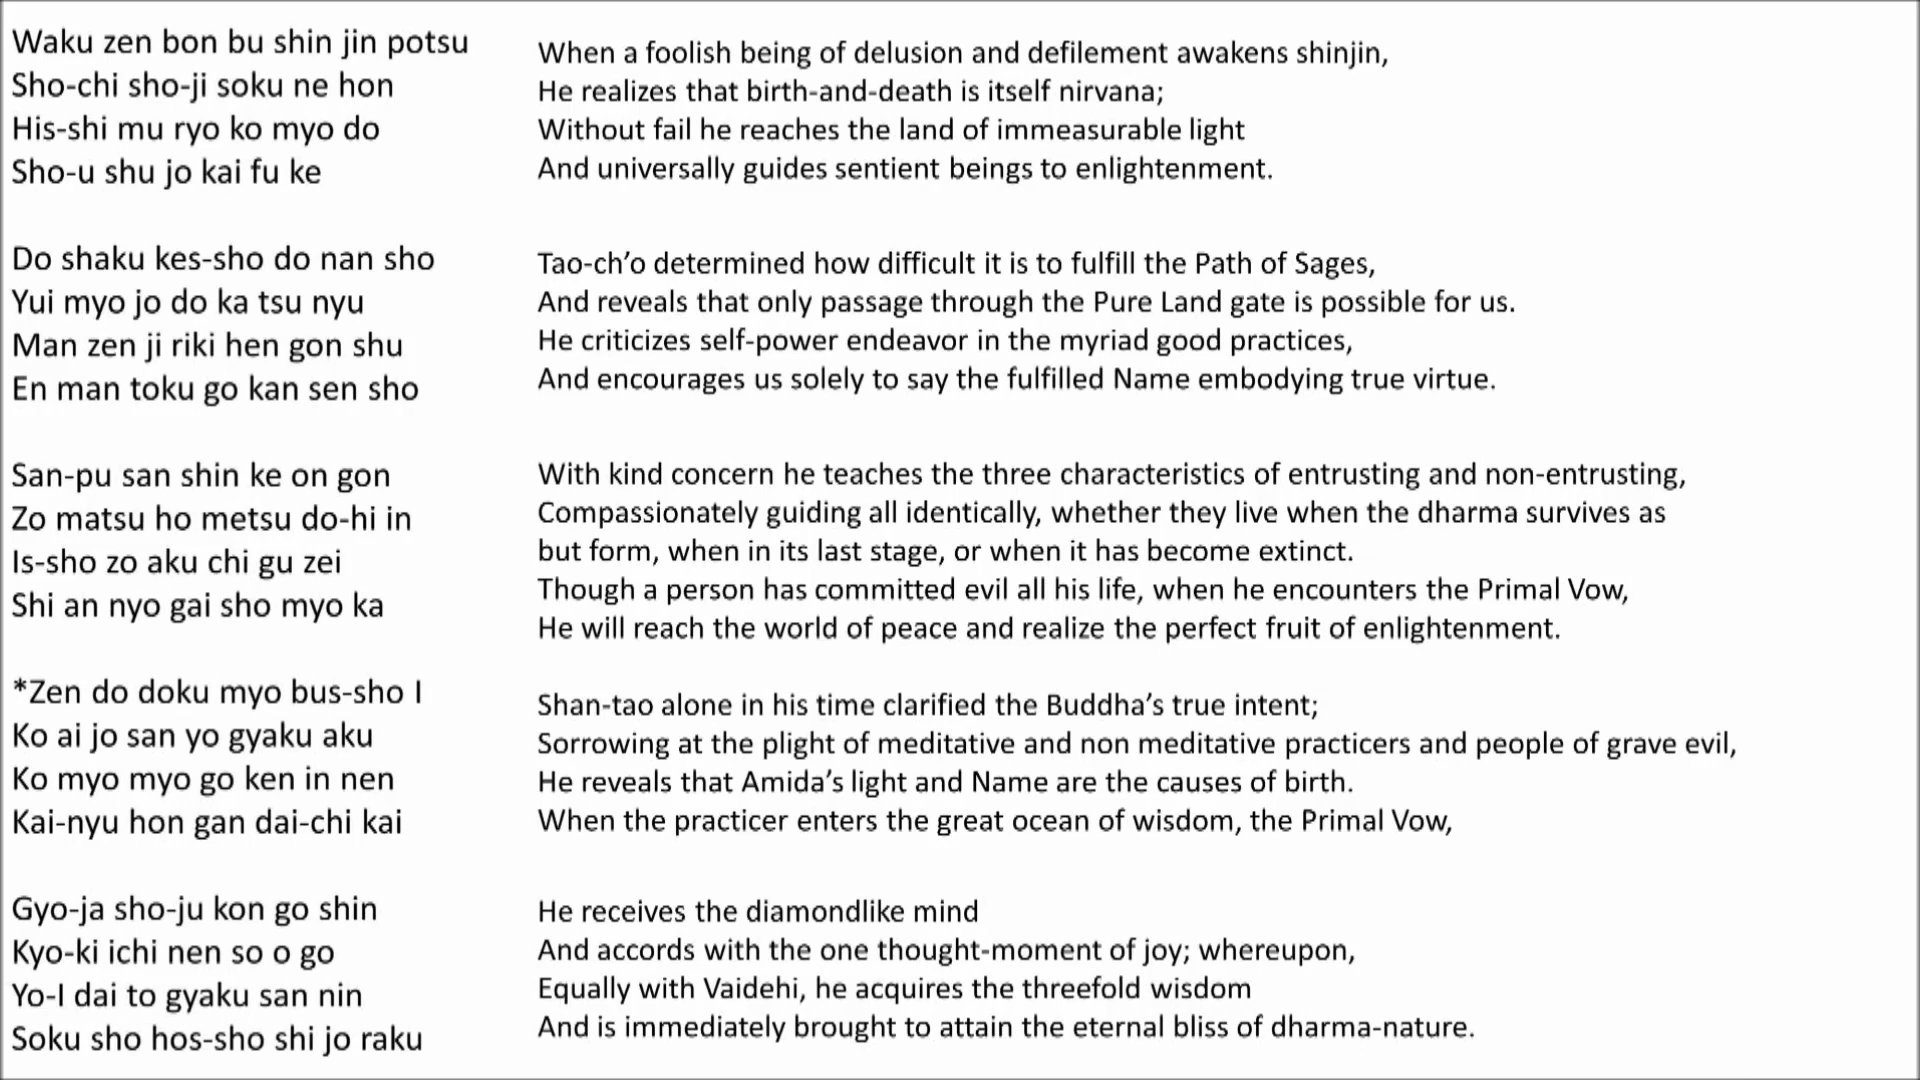 Waku zen bon bu shin jin potsu
Sho-chi sho-ji soku ne hon
His-shi mu ryo ko myo do
Sho-u shu jo kai fu ke
Do shaku kes-sho do nan sho
Yui myo jo do ka tsu nyu
Man zen ji riki hen gon shu
En man toku go kan sen sho
San-pu san shin ke on gon
Zo matsu ho metsu do-hi in
Is-sho zo aku chi gu zei
Shi an nyo gai sho myo ka
*Zen do doku myo bus-sho I
Ko ai jo san yo gyaku aku
Ko myo myo go ken in nen
Kai-nyu hon gan dai-chi kai
Gyo-ja sho-ju kon go shin
Kyo-ki ichi nen so o go
Yo-I dai to gyaku san nin
Soku sho hos-sho shi jo raku
When a foolish being of delusion and defilement awakens shinjin,
He realizes that birth-and-death is itself nirvana;
Without fail he reaches the land of immeasurable light
And universally guides sentient beings to enlightenment.
Tao-ch’o determined how difficult it is to fulfill the Path of Sages,
And reveals that only passage through the Pure Land gate is possible for us.
He criticizes self-power endeavor in the myriad good practices,
And encourages us solely to say the fulfilled Name embodying true virtue.
With kind concern he teaches the three characteristics of entrusting and non-entrusting,
Compassionately guiding all identically, whether they live when the dharma survives as
but form, when in its last stage, or when it has become extinct.
Though a person has committed evil all his life, when he encounters the Primal Vow,
He will reach the world of peace and realize the perfect fruit of enlightenment.
Shan-tao alone in his time clarified the Buddha’s true intent;
Sorrowing at the plight of meditative and non meditative practicers and people of grave evil,
He reveals that Amida’s light and Name are the causes of birth.
When the practicer enters the great ocean of wisdom, the Primal Vow,
He receives the diamondlike mind
And accords with the one thought-moment of joy; whereupon,
Equally with Vaidehi, he acquires the threefold wisdom
And is immediately brought to attain the eternal bliss of dharma-nature.